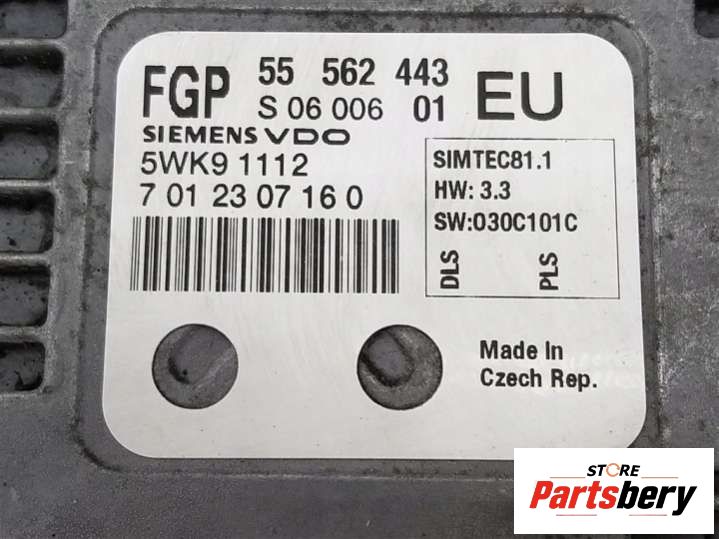 FGP 55 562 443 EU
S 06 006 01
SIEMENS VDO
5WK9 1112
7 01 23 07 16 0
SIMTEC81.1
HW: 3.3
SW:030C101C
DLS PLS
Made In
Czech Rep.
STORE
Partsbery